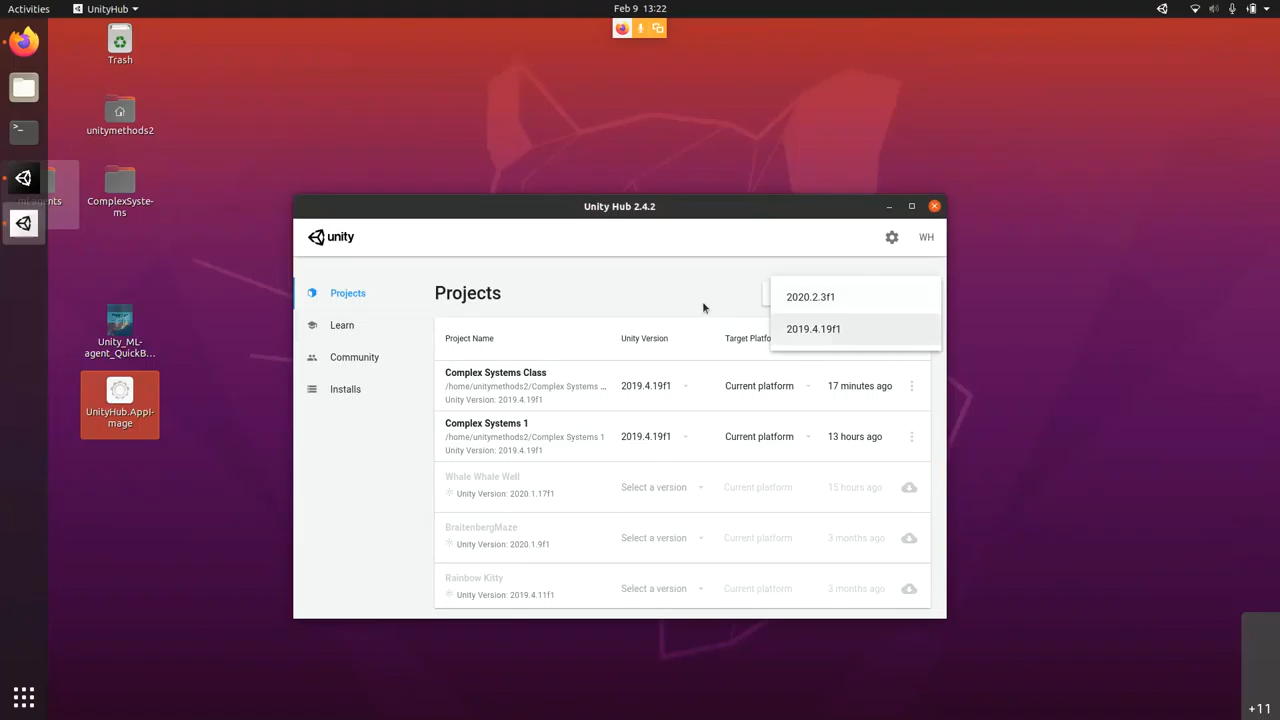 Activities
UnityHub
Feb 9 13:22
Trash
unitymethods2
ComplexSyste-
ms
Unity_ML-
agent_QuickB...
UnityHub.AppI-
mage
Unity Hub 2.4.2
unity
WH
Projects
Learn
Community
Installs
Projects
2020.2.3f1
2019.4.19f1
Project Name
Unity Version
Target Platfo
Complex Systems Class
/home/unitymethods2/Complex Systems ...
Unity Version: 2019.4.19f1
2019.4.19f1
Current platform
17 minutes ago
Complex Systems 1
/home/unitymethods2/Complex Systems 1
Unity Version: 2019.4.19f1
2019.4.19f1
Current platform
13 hours ago
Whale Whale Well
Unity Version: 2020.1.17f1
Select a version
Current platform
15 hours ago
BraitenbergMaze
Unity Version: 2020.1.9f1
Select a version
Current platform
3 months ago
Rainbow Kitty
Unity Version: 2019.4.11f1
Select a version
Current platform
3 months ago
+11